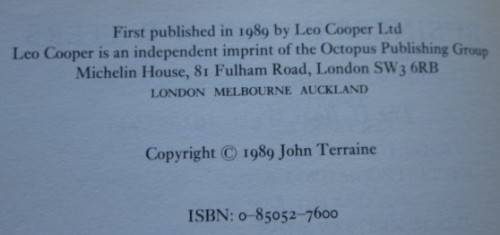 First published in 1989 by Leo Cooper Ltd
Leo Cooper is an independent imprint of the Octopus Publishing Group
Michelin House, 81 Fulham Road, London SW3 6RB
LONDON MELBOURNE AUCKLAND
Copyright © 1989 John Terraine
ISBN: 0–85052–7600